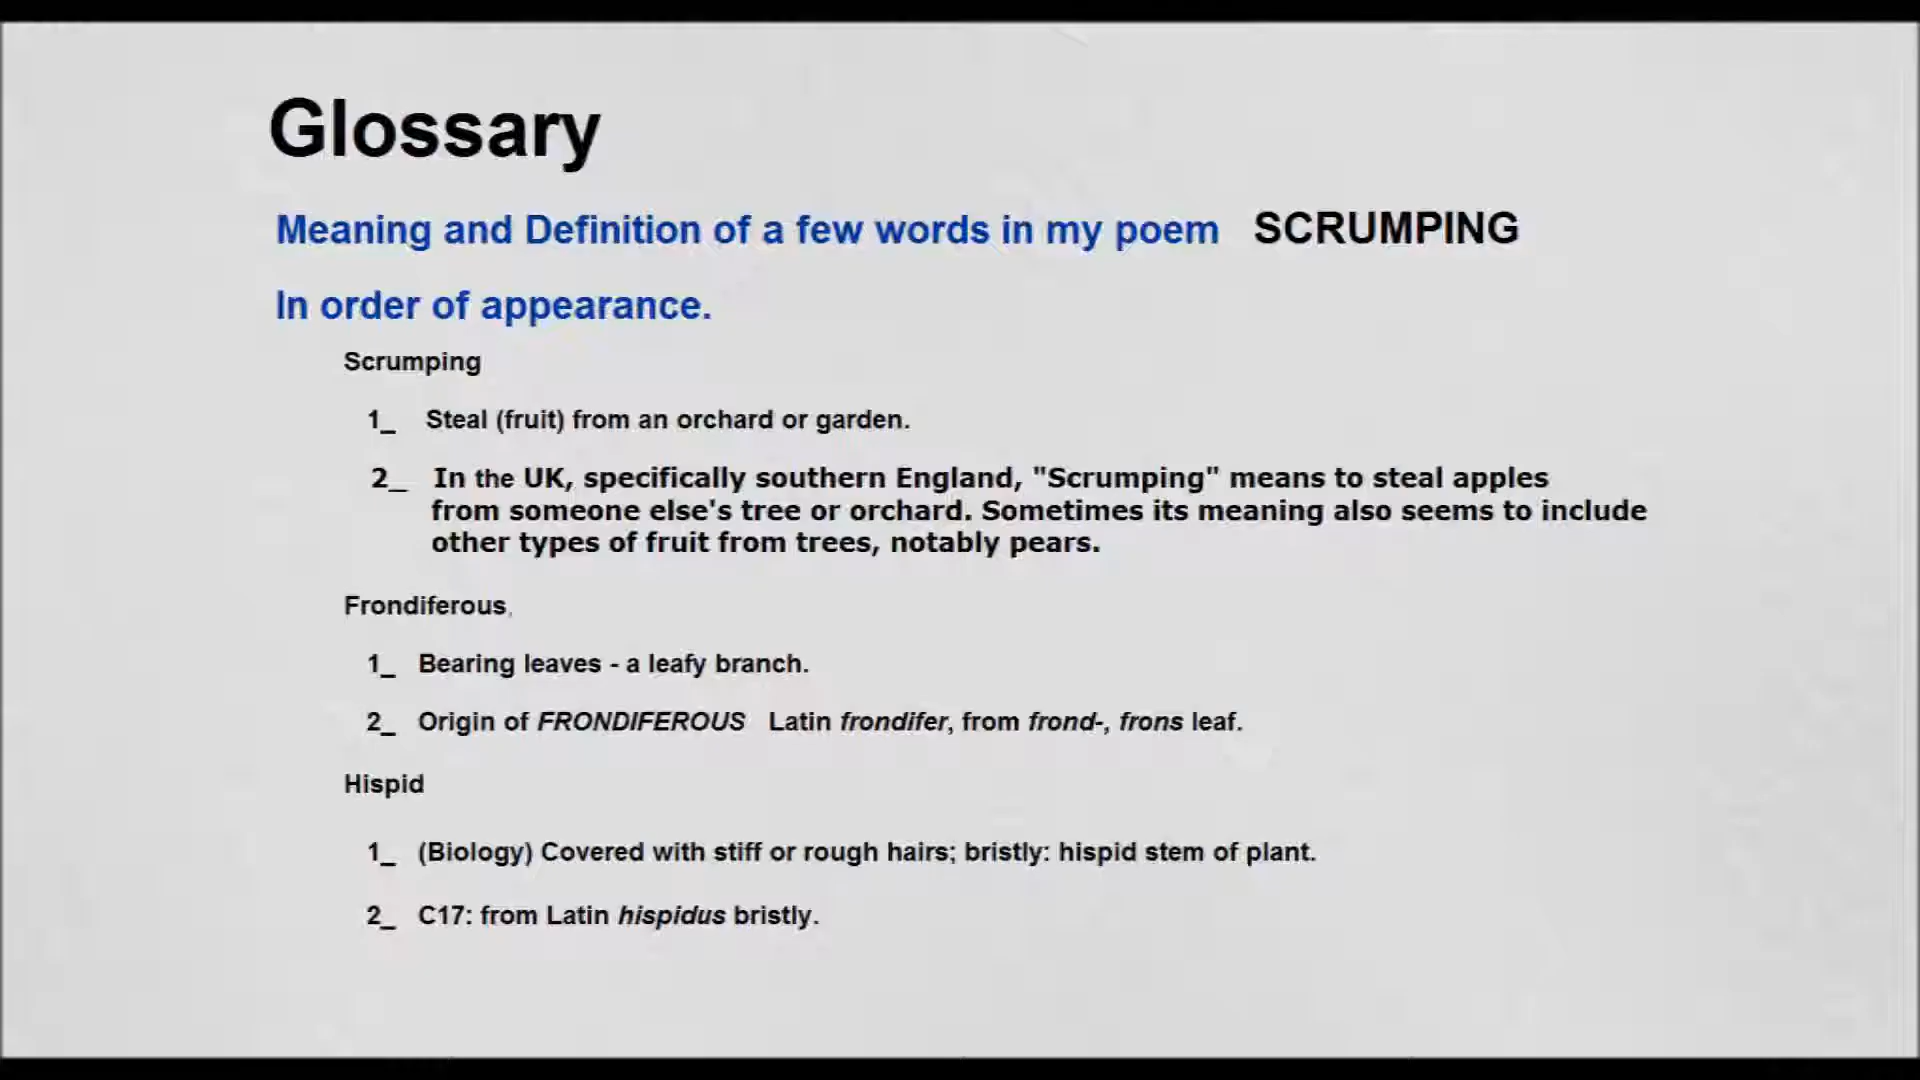 Glossary
Meaning and Definition of a few words in my poem SCRUMPING
In order of appearance.
Scrumping
1_ Steal (fruit) from an orchard or garden.
2_ In the UK, specifically southern England, "Scrumping" means to steal apples
from someone else's tree or orchard. Sometimes its meaning also seems to include
other types of fruit from trees, notably pears.
Frondiferous,
1_ Bearing leaves - a leafy branch.
2_ Origin of FRONDIFEROUS Latin frondifer, from frond-, frons leaf.
Hispid
1_ (Biology) Covered with stiff or rough hairs; bristly: hispid stem of plant.
2_ C17: from Latin hispidus bristly.